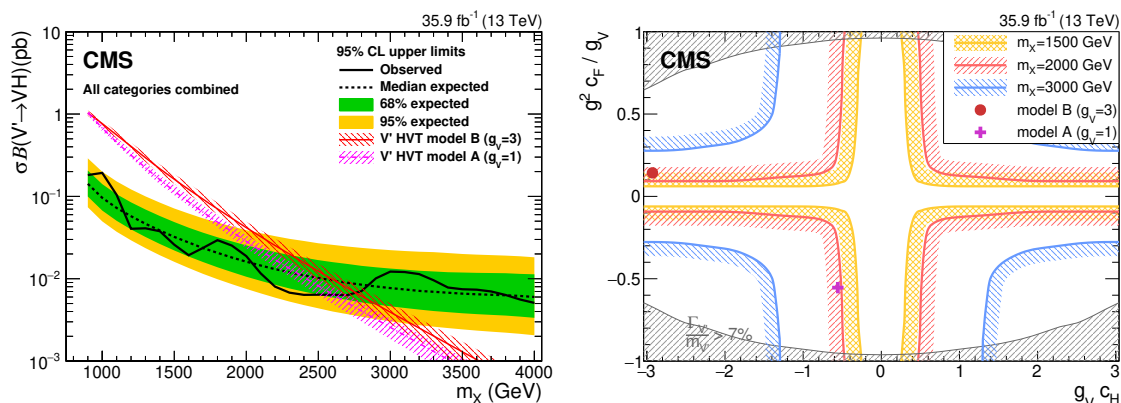 35.9 fb⁻¹ (13 TeV)
CMS
All categories combined
95% CL upper limits
Observed
Median expected
68% expected
95% expected
V' HVT model B (g_V=3)
V' HVT model A (g_V=1)
σB(V'→VH)(pb)
10
1
10⁻¹
10⁻²
10⁻³
1000 1500 2000 2500 3000 3500 4000
m_X (GeV)
35.9 fb⁻¹ (13 TeV)
CMS
m_X=1500 GeV
m_X=2000 GeV
m_X=3000 GeV
model B (g_V=3)
model A (g_V=1)
g² c_F / g_V
1
0.5
0
−0.5
−1
Γ_V'/m_V' > 7%
−3 −2 −1 0 1 2 3
g_V c_H